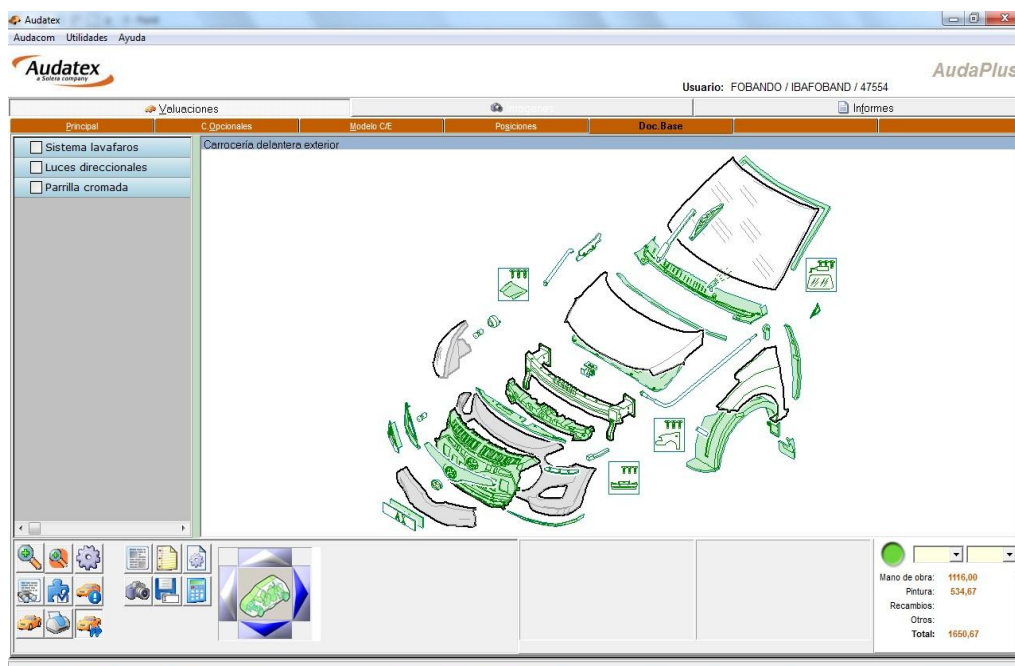 Audatex
Audacom Utilidades Ayuda
Audatex
a Solera company
AudaPlus
Usuario: FOBANDO / IBAFOBAND / 47554
Valuaciones
Informes
Principal C.Opcionales Modelo C/E Posiciones Doc.Base
Sistema lavafaros
Carrocería delantera exterior
Luces direccionales
Parrilla cromada
Mano de obra: 1116,00
Pintura: 534,67
Recambios:
Otros:
Total: 1650,67